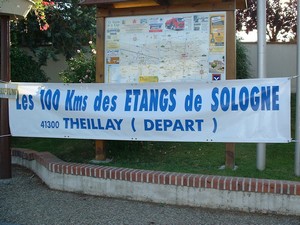 Les 100 Kms des ETANGS de SOLOGNE
41300 THEILLAY ( DEPART )